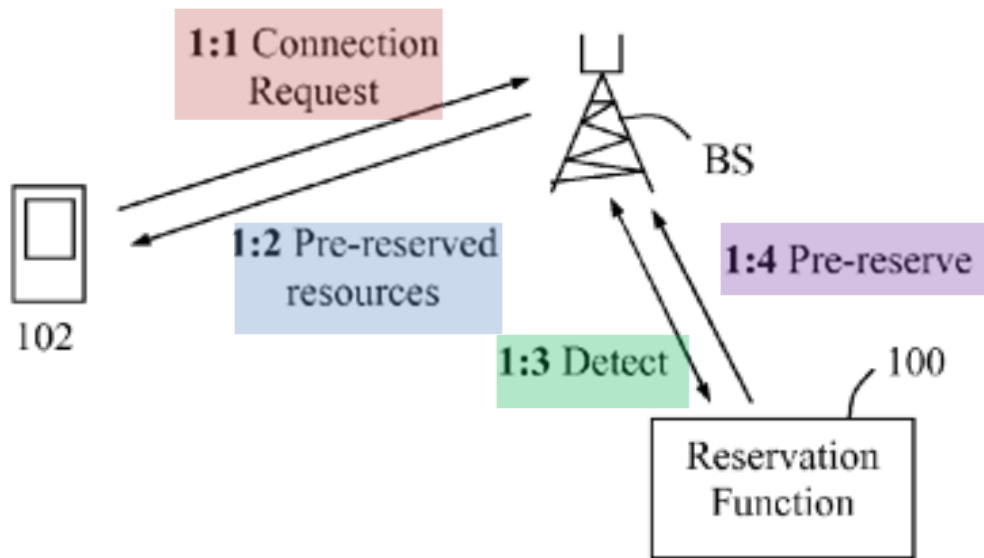 1:1 Connection
Request
BS
1:2 Pre-reserved
resources
1:4 Pre-reserve
102
1:3 Detect
100
Reservation
Function